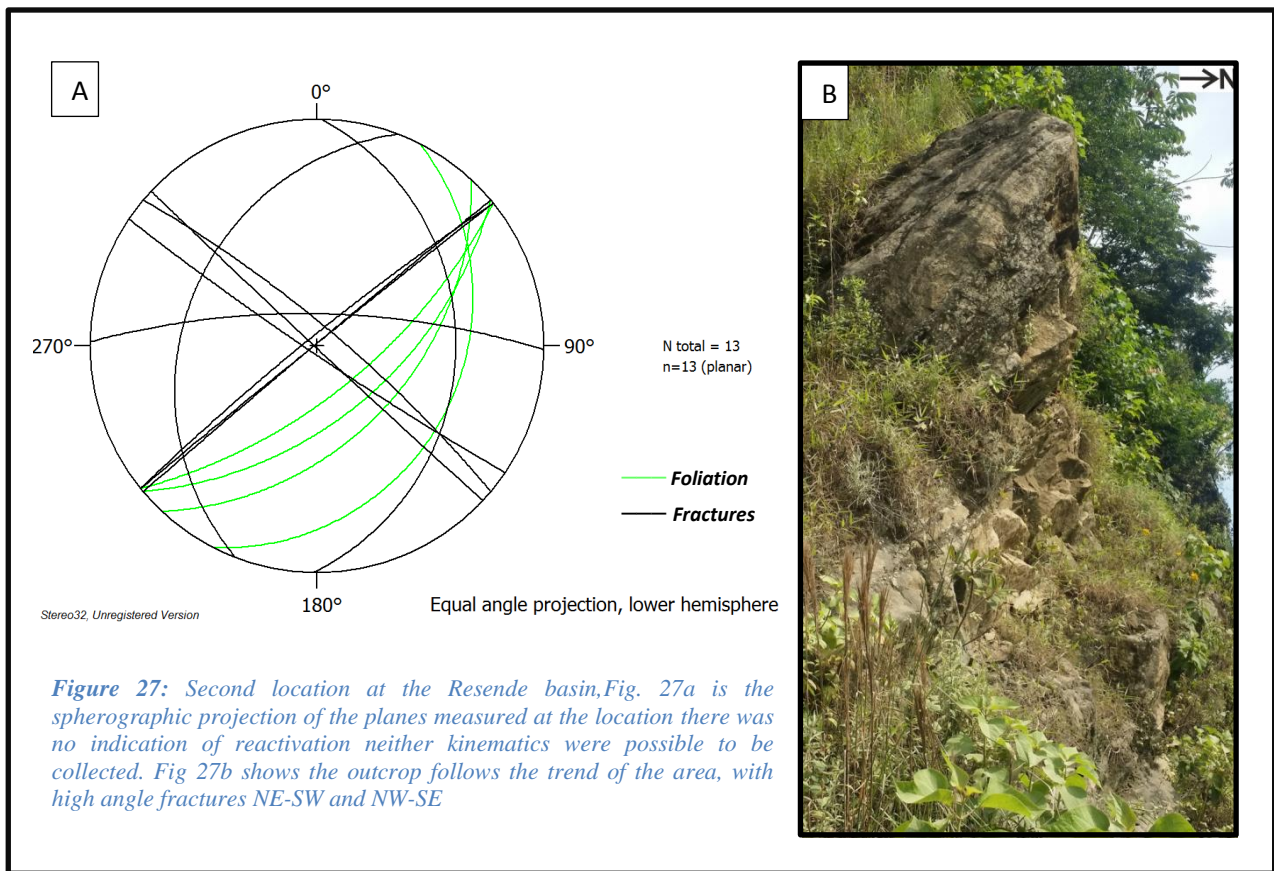 A
0°
270°
90°
180°
N total = 13
n=13 (planar)
Foliation
Fractures
Stereo32, Unregistered Version
Equal angle projection, lower hemisphere
B
N
Figure 27: Second location at the Resende basin,Fig. 27a is the
spherographic projection of the planes measured at the location there was
no indication of reactivation neither kinematics were possible to be
collected. Fig 27b shows the outcrop follows the trend of the area, with
high angle fractures NE-SW and NW-SE